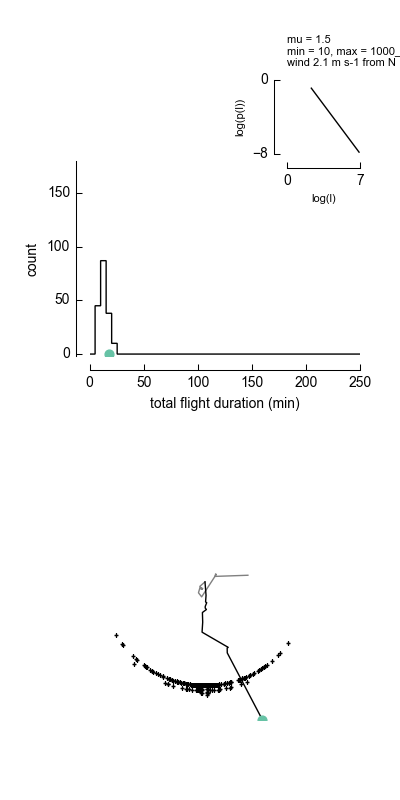 mu = 1.5
min = 10, max = 1000_
wind 2.1 m s-1 from N
0
log(p(l))
−8
0
7
log(l)
150
100
50
0
count
0
50
100
150
200
250
total flight duration (min)